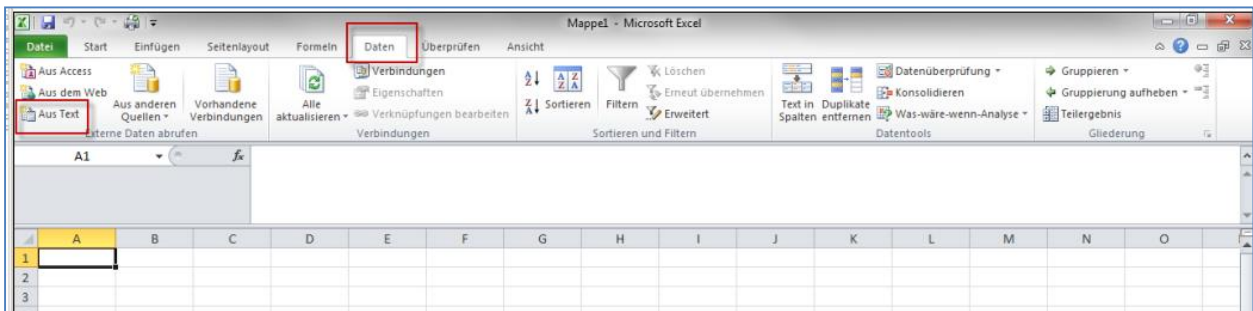 Mappe1 - Microsoft Excel
Datei Start Einfügen Seitenlayout Formeln Daten Überprüfen Ansicht
Aus Access
Aus dem Web
Aus Text
Aus anderen
Quellen
Vorhandene
Verbindungen
Externe Daten abrufen
Alle
aktualisieren
Verbindungen
Eigenschaften
Verknüpfungen bearbeiten
Verbindungen
A
Z
Z
A
A Z
Z A
Sortieren
Filtern
Löschen
Erneut übernehmen
Erweitert
Sortieren und Filtern
Text in
Spalten
Duplikate
entfernen
Datenüberprüfung
Konsolidieren
Was-wäre-wenn-Analyse
Datentools
Gruppieren
Gruppierung aufheben
Teilergebnis
Gliederung
A1 fx
A B C D E F G H I J K L M N O
1
2
3